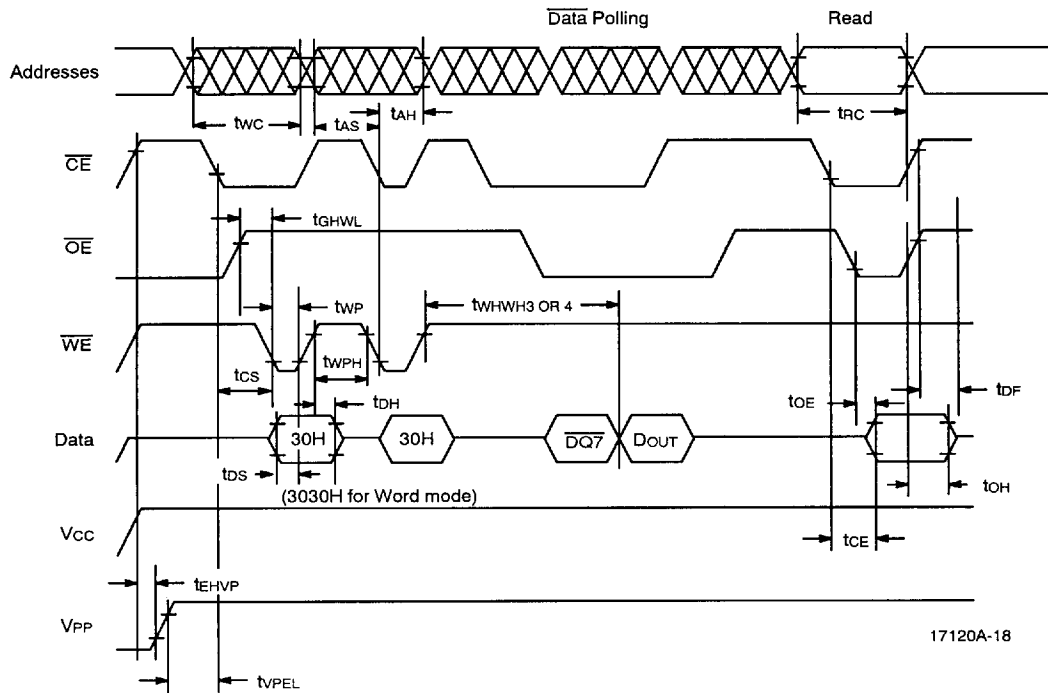 Data Polling
Read
Addresses
tWC
tAS
tAH
tRC
CE
tGHWL
OE
tWP
tWHWH3 OR 4
WE
tWPH
tCS
tDH
tOE
tDF
Data
30H
30H
DQ7
DOUT
tDS
tOH
(3030H for Word mode)
VCC
tCE
tEHVP
VPP
17120A-18
tVPEL